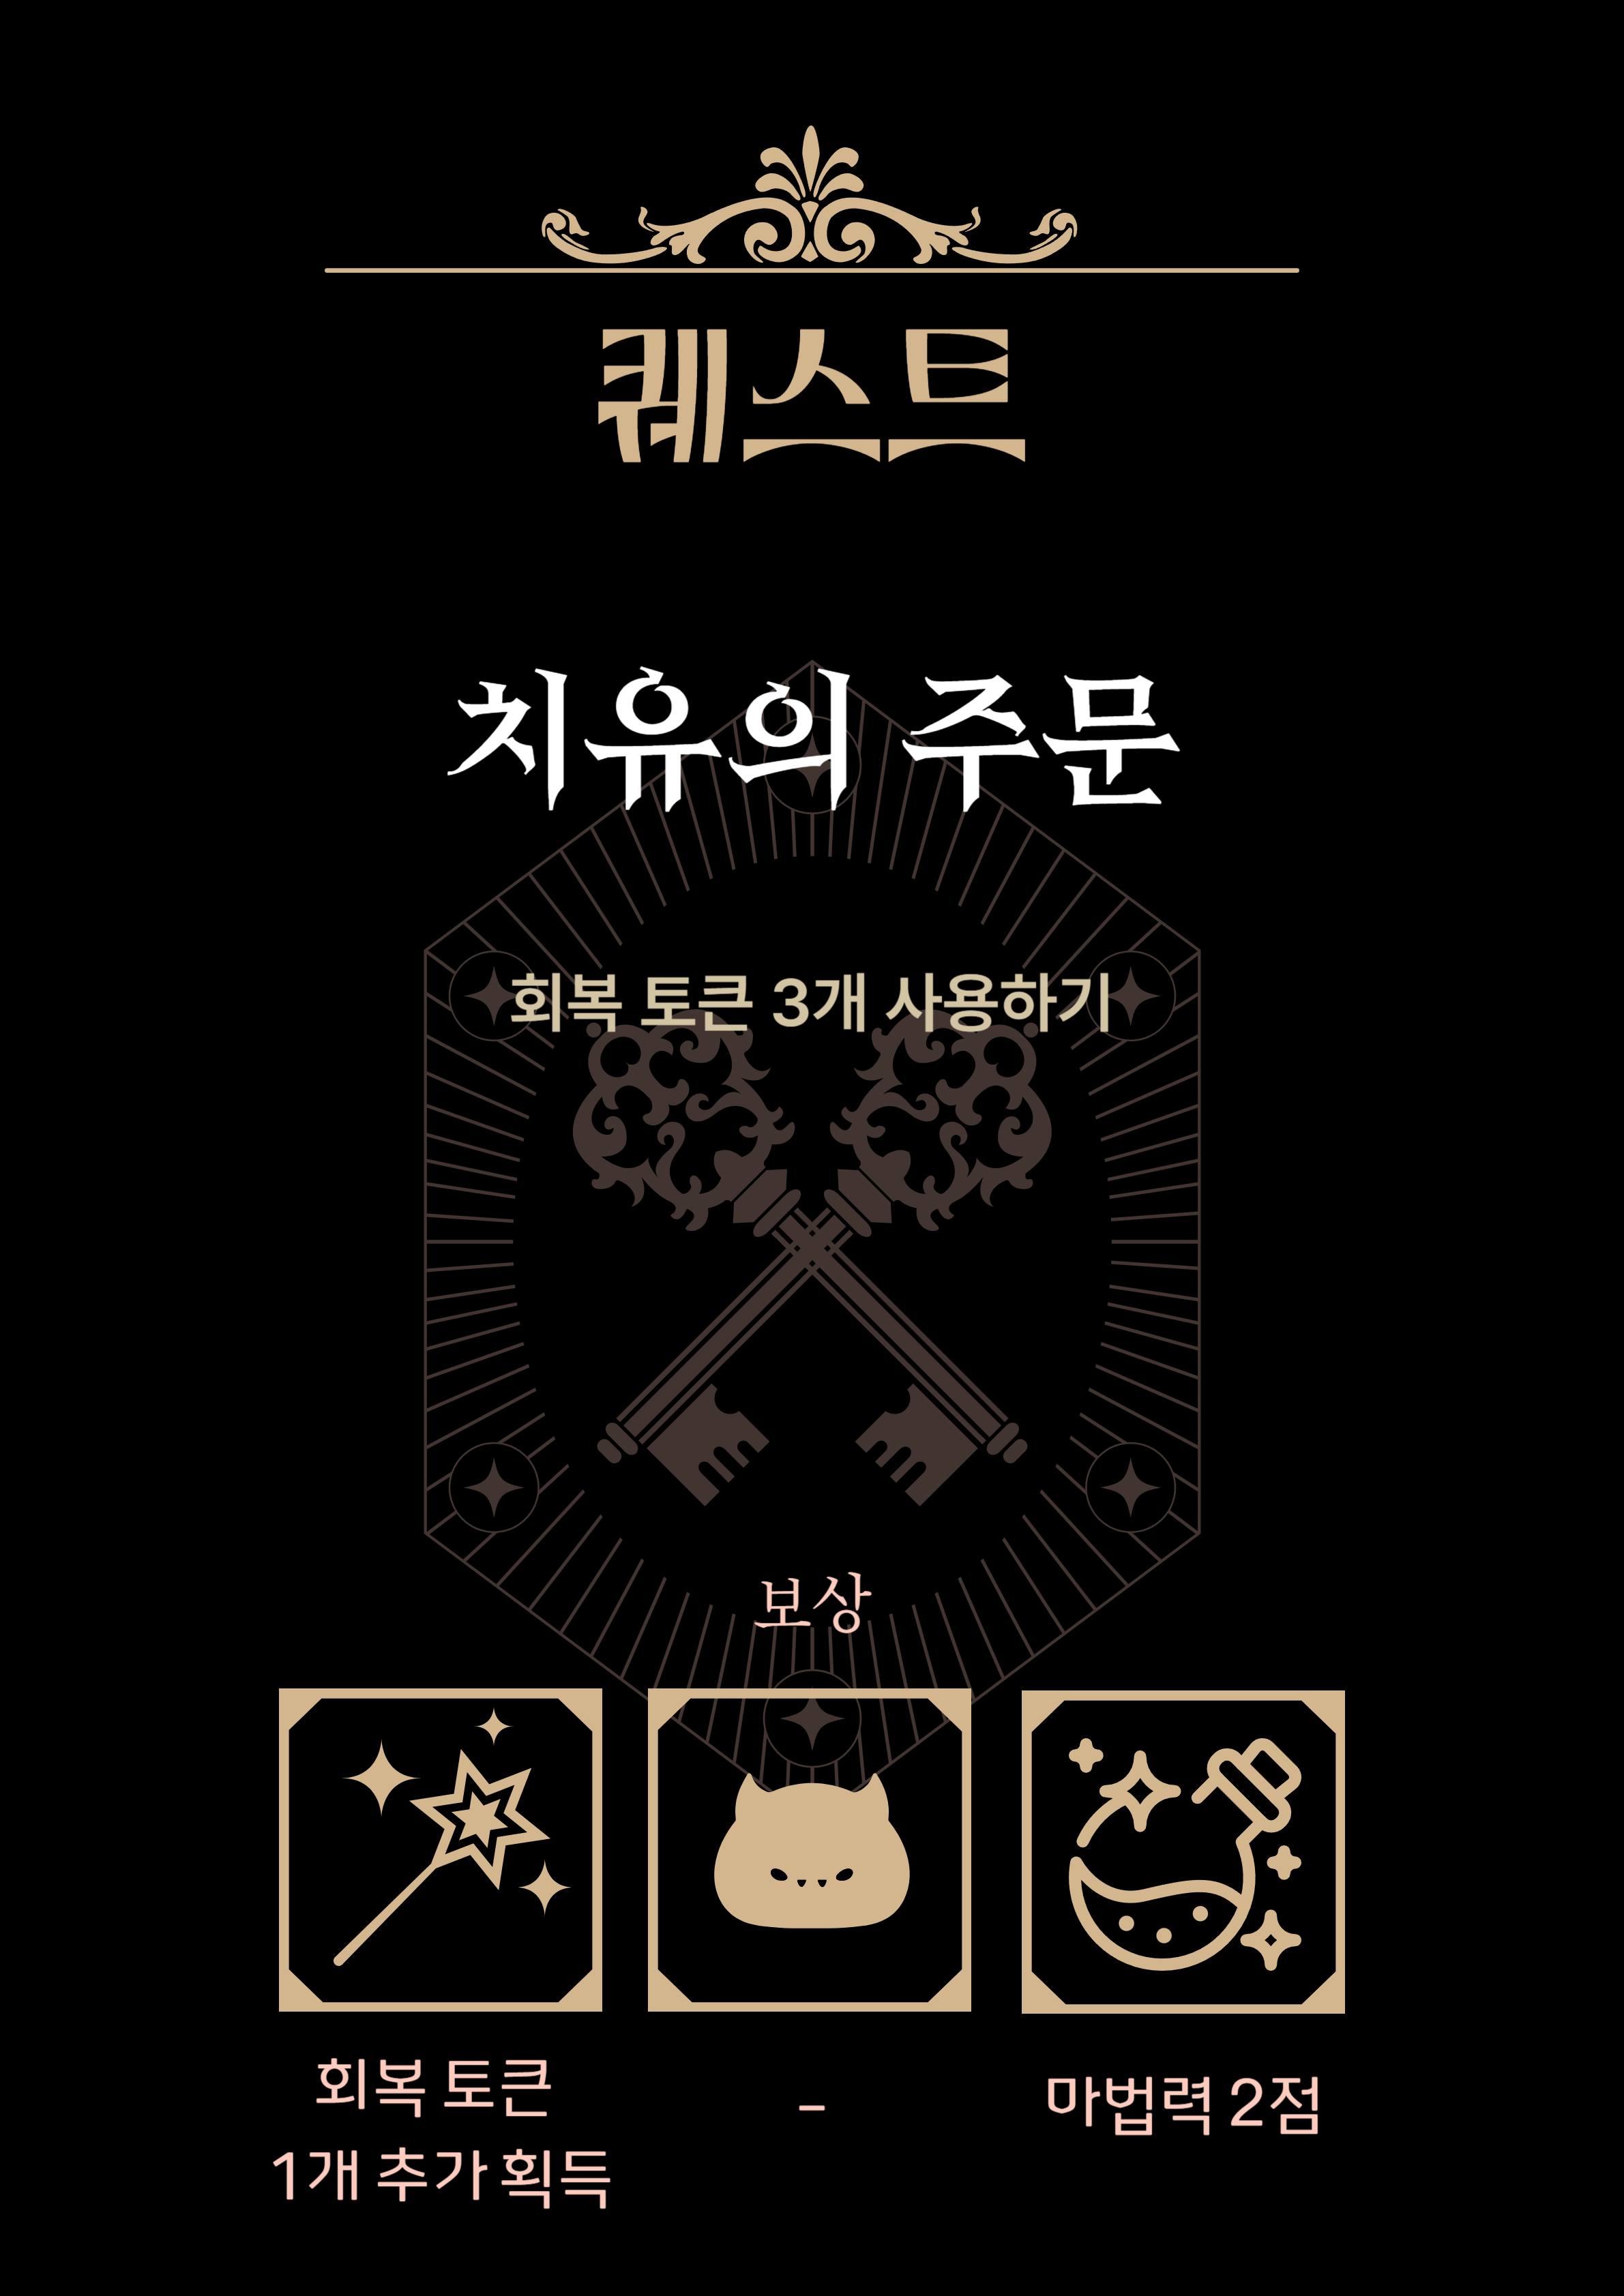 퀘스트
치유의 주문
회복 토큰 3개 사용하기
보상
회복 토큰
1개 추가 획득
-
마법력 2점